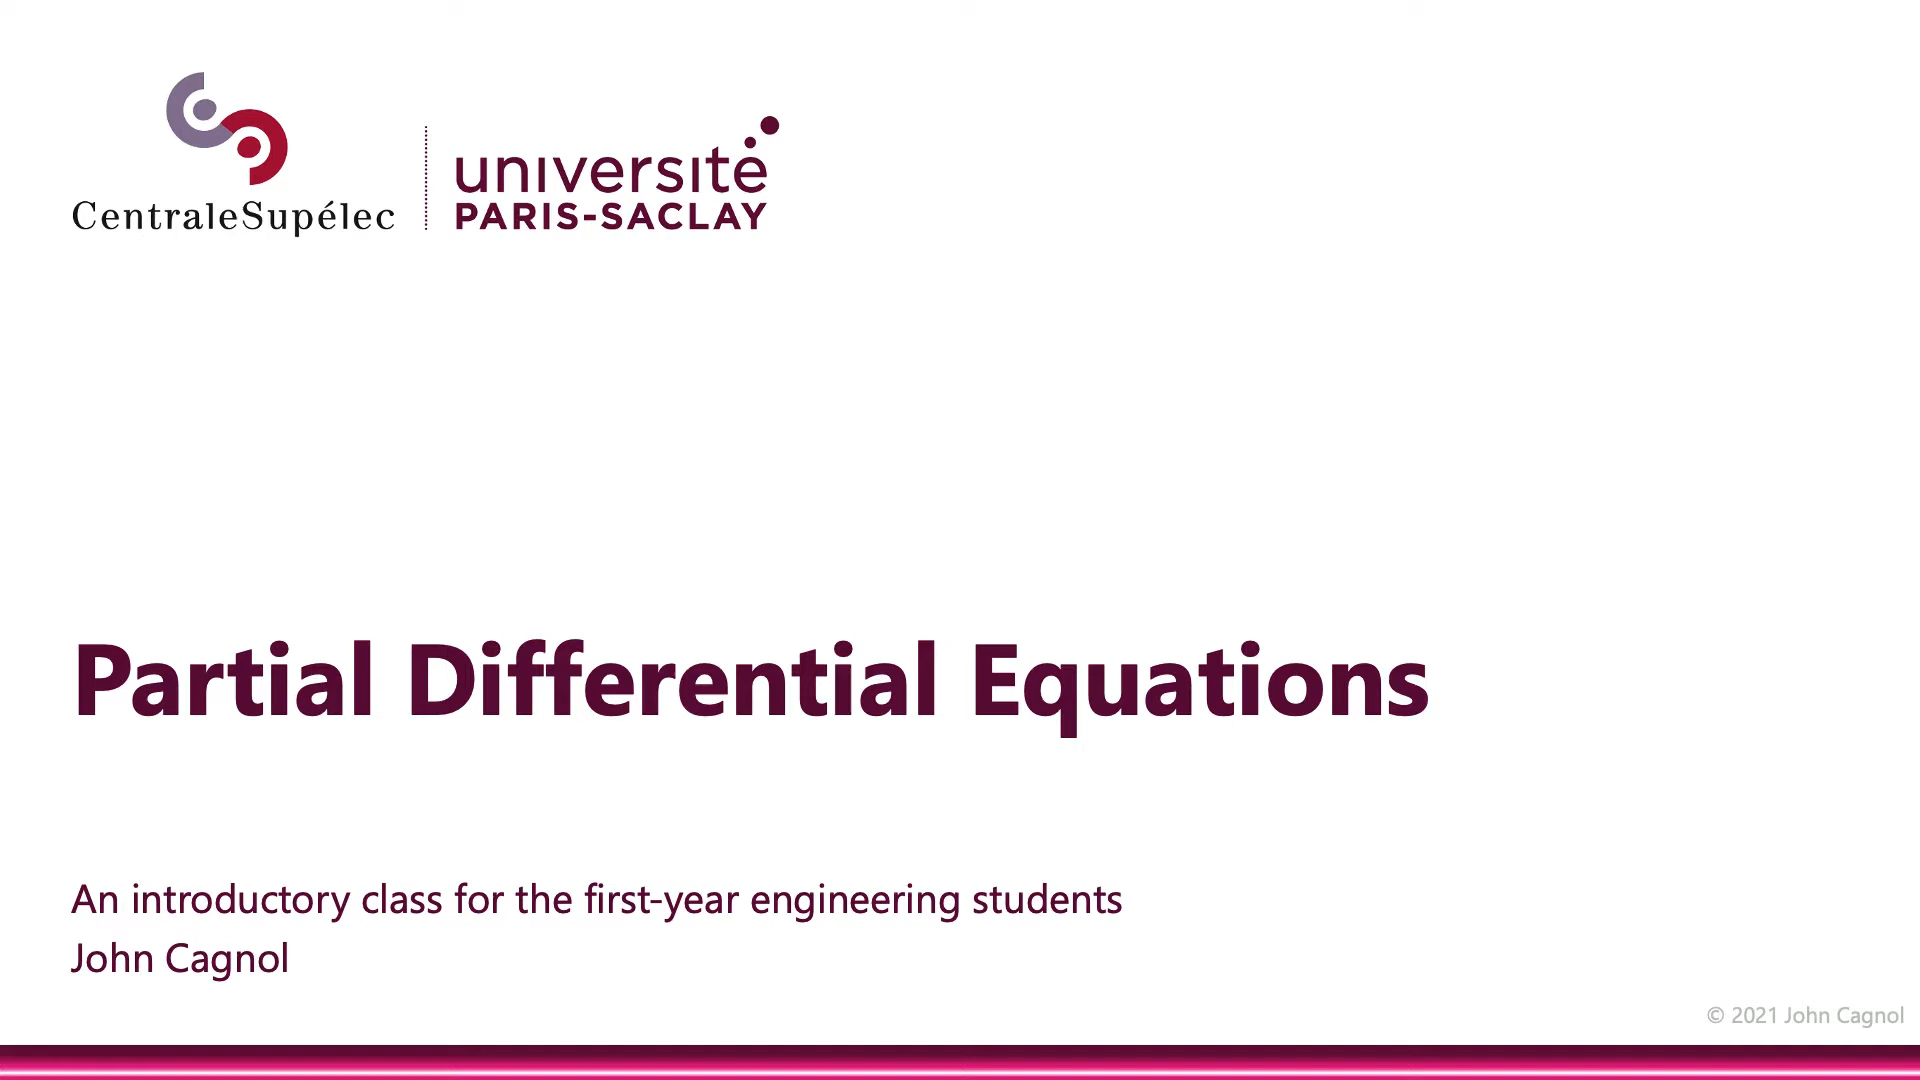 CentraleSupélec
université
PARIS-SACLAY
Partial Differential Equations
An introductory class for the first-year engineering students
John Cagnol
© 2021 John Cagnol